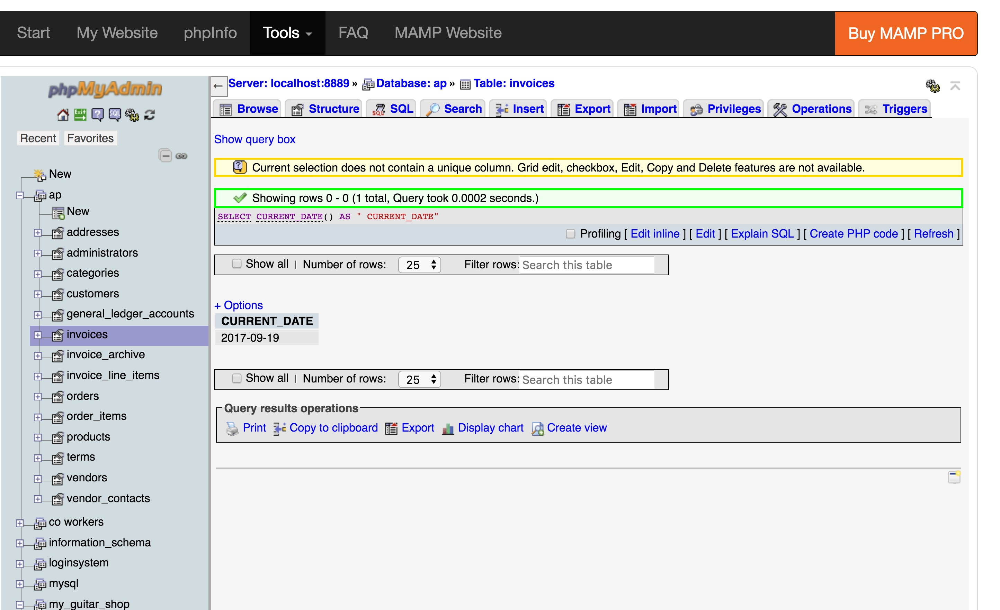 Start My Website phpInfo Tools FAQ MAMP Website Buy MAMP PRO
phpMyAdmin
Recent Favorites
New
ap
New
addresses
administrators
categories
customers
general_ledger_accounts
invoices
invoice_archive
invoice_line_items
orders
order_items
products
terms
vendors
vendor_contacts
co workers
information_schema
loginsystem
mysql
my_guitar_shop
Server: localhost:8889 » Database: ap » Table: invoices
Browse Structure SQL Search Insert Export Import Privileges Operations Triggers
Show query box
Current selection does not contain a unique column. Grid edit, checkbox, Edit, Copy and Delete features are not available.
Showing rows 0 - 0 (1 total, Query took 0.0002 seconds.)
SELECT CURRENT_DATE() AS " CURRENT_DATE"
Profiling [ Edit inline ] [ Edit ] [ Explain SQL ] [ Create PHP code ] [ Refresh ]
Show all | Number of rows: 25 Filter rows: Search this table
+ Options
CURRENT_DATE
2017-09-19
Show all | Number of rows: 25 Filter rows: Search this table
Query results operations
Print Copy to clipboard Export Display chart Create view